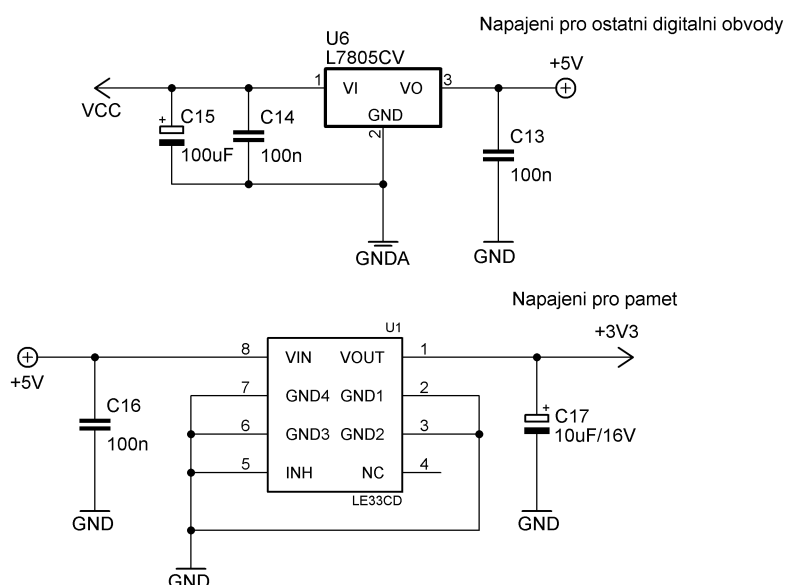 Napajeni pro ostatni digitalni obvody
U6
L7805CV
+5V
1
VI
VO
3
VCC
GND
2
+
C15
100uF
C14
100n
C13
100n
GNDA
GND
Napajeni pro pamet
U1
+3V3
8
VIN
VOUT
1
+5V
7
GND4
GND1
2
C16
100n
+
C17
10uF/16V
6
GND3
GND2
3
5
INH
NC
4
LE33CD
GND
GND
GND